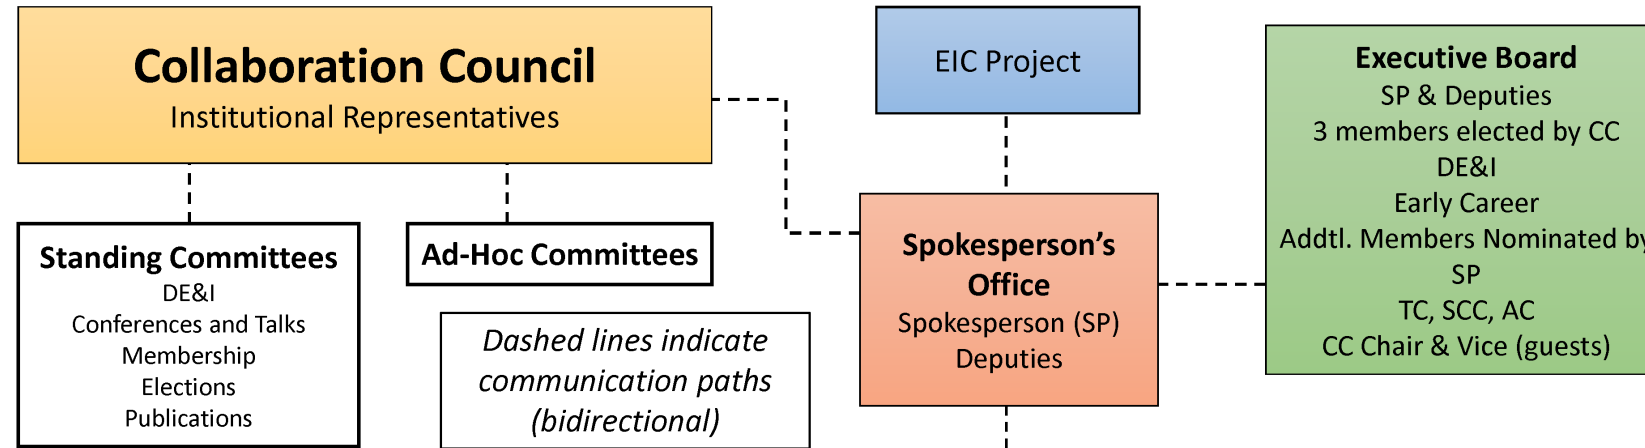 Collaboration Council
Institutional Representatives
EIC Project
Executive Board
SP & Deputies
3 members elected by CC
DE&I
Early Career
Addtl. Members Nominated by
SP
TC, SCC, AC
CC Chair & Vice (guests)
Standing Committees
DE&I
Conferences and Talks
Membership
Elections
Publications
Ad-Hoc Committees
Dashed lines indicate
communication paths
(bidirectional)
Spokesperson’s
Office
Spokesperson (SP)
Deputies